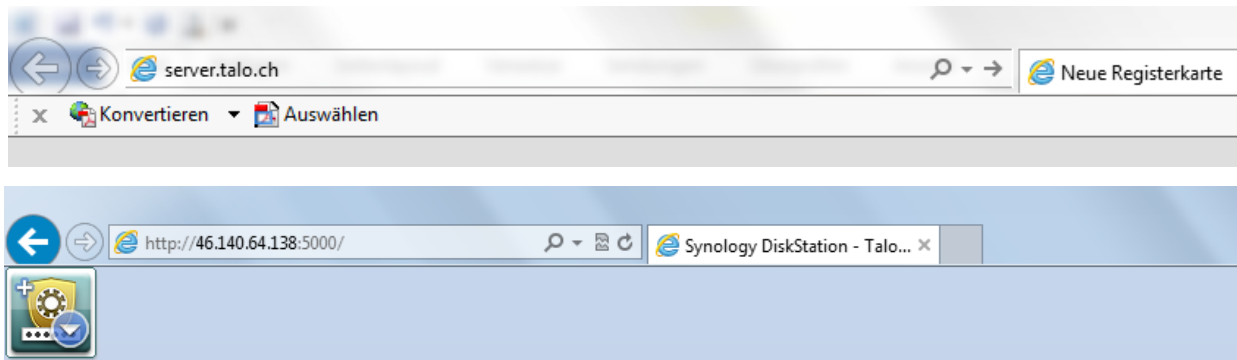 server.talo.ch
Neue Registerkarte
x Konvertieren Auswählen
http://46.140.64.138:5000/
Synology DiskStation - Talo...